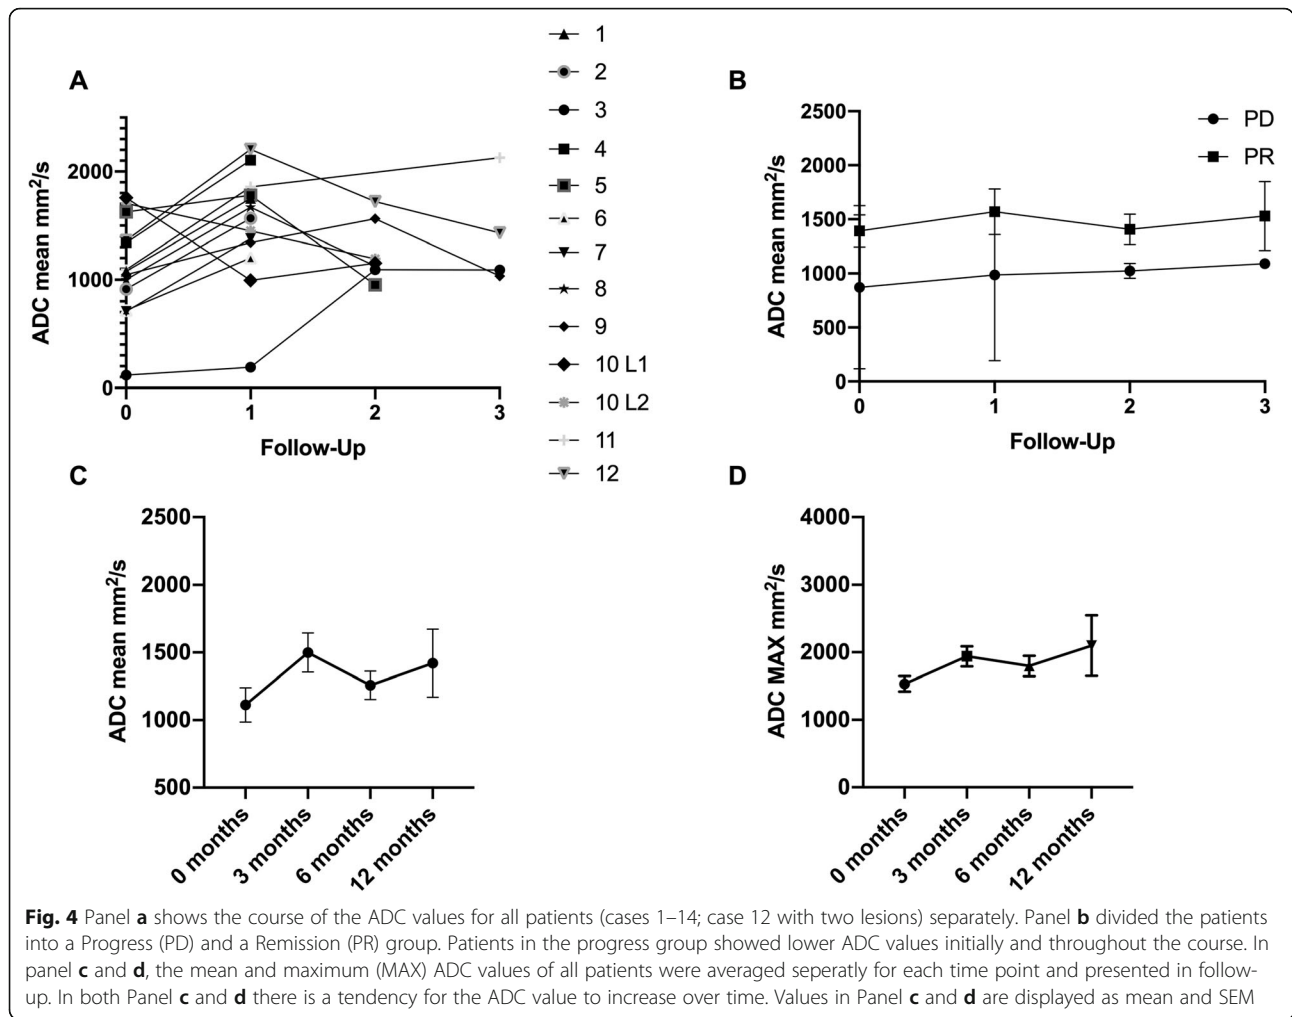 A
ADC mean mm²/s
2000
1000
0
0 1 2 3
Follow-Up
1
2
3
4
5
6
7
8
9
10 L1
10 L2
11
12
B
ADC mean mm²/s
2500
2000
1500
1000
500
0
0 1 2 3
Follow-Up
PD
PR
C
ADC mean mm²/s
2500
2000
1500
1000
500
0 months
3 months
6 months
12 months
D
ADC MAX mm²/s
4000
3000
2000
1000
0
0 months
3 months
6 months
12 months
Fig. 4 Panel a shows the course of the ADC values for all patients (cases 1–14; case 12 with two lesions) separately. Panel b divided the patients
into a Progress (PD) and a Remission (PR) group. Patients in the progress group showed lower ADC values initially and throughout the course. In
panel c and d, the mean and maximum (MAX) ADC values of all patients were averaged seperatly for each time point and presented in follow-
up. In both Panel c and d there is a tendency for the ADC value to increase over time. Values in Panel c and d are displayed as mean and SEM